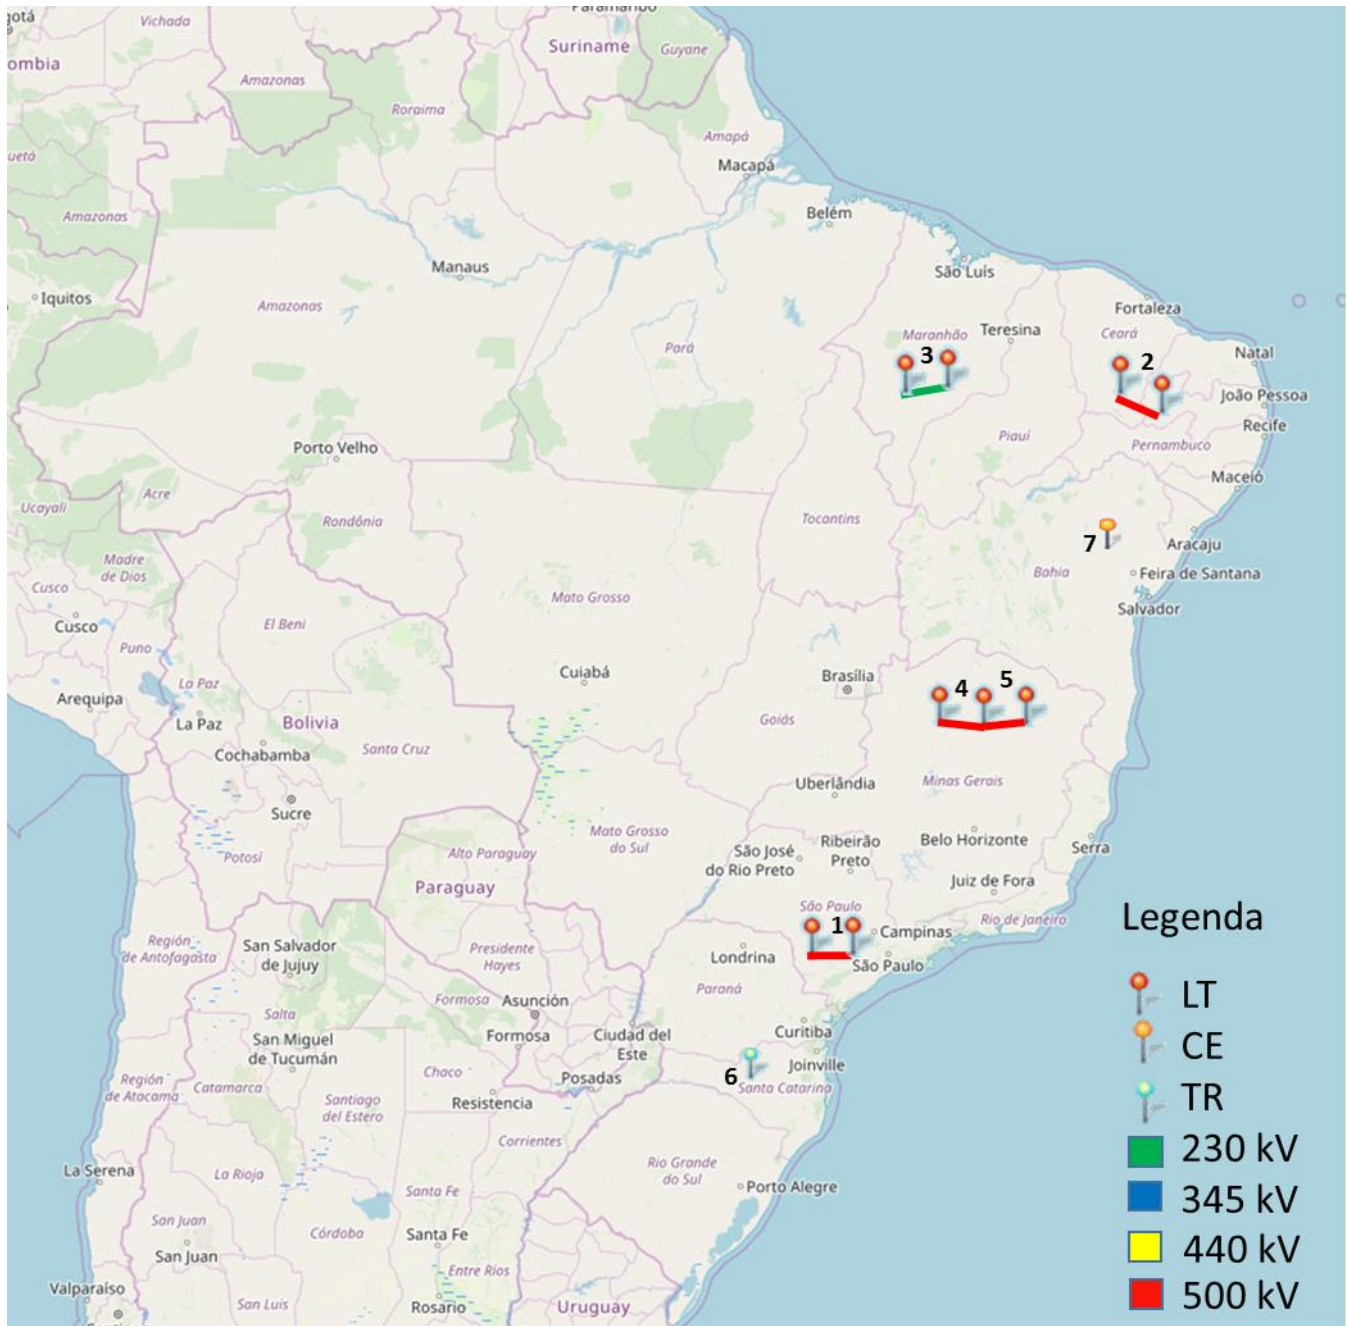 Paramaribo
Vichada
Suriname
Guyane
ombia
Amazonas
Roraima
Amapá
Macapá
Belém
Amazonas
Manaus
São Luís
Iquitos
Amazonas
Fortaleza
Maranhão
Teresina
Ceará
Pará
3
2
Natal
João Pessoa
Recife
Porto Velho
Piauí
Pernambuco
Maceió
Acre
Ucayali
Rondônia
Tocantins
7
Aracaju
Madre
de Dios
Bahia
Feira de Santana
Cusco
Mato Grosso
Salvador
Cusco
El Beni
Puno
Cuiabá
Brasília
4
5
La Paz
Arequipa
La Paz
Bolivia
Goiás
Santa Cruz
Cochabamba
Uberlândia
Minas Gerais
Sucre
Mato Grosso
do Sul
Ribeirão
Preto
Belo Horizonte
São José
do Rio Preto
Serra
Potosí
Alto Paraguay
Paraguay
Juiz de Fora
São Paulo
Rio de Janeiro
Legenda
1
Campinas
Región
de Antofagasta
San Salvador
de Jujuy
Presidente
Hayes
Londrina
São Paulo
Paraná
LT
Formosa
Asunción
Salta
Curitiba
San Miguel
de Tucumán
Formosa
Ciudad del
Este
CE
Joinville
6
Región
de Atacama
Catamarca
Chaco
Posadas
Santa Catarina
Santiago
del Estero
Resistencia
TR
Corrientes
230 kV
La Serena
La Rioja
Rio Grande
do Sul
Santa Fe
Porto Alegre
345 kV
San Juan
Córdoba
Santa Fe
San Juan
440 kV
Entre Rios
Valparaíso
San Luis
Rosario
Uruguay
500 kV